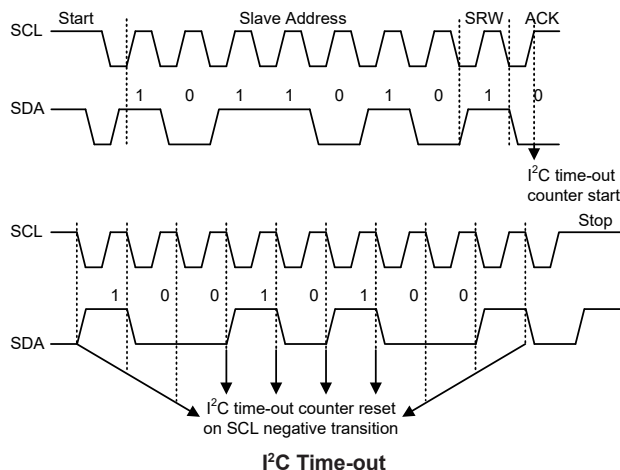 Start Slave Address SRW ACK
SCL
1 0 1 1 0 1 0 1 0
SDA
I²C time-out
counter start
Stop
SCL
1 0 0 1 0 1 0 0
SDA
I²C time-out counter reset
on SCL negative transition
I²C Time-out